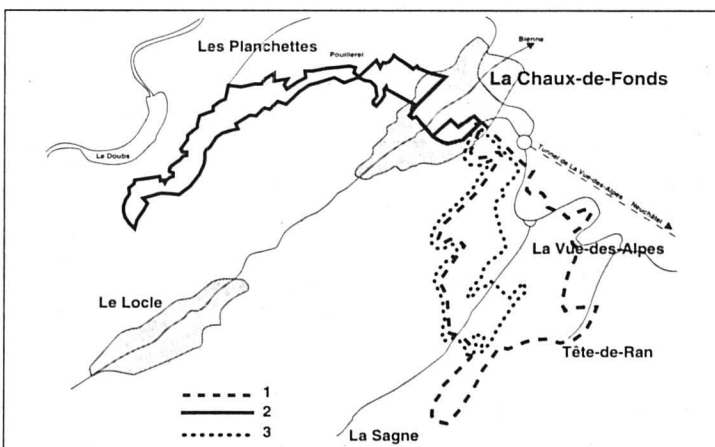 Bienne
Les Planchettes
Pouillerel
La Chaux-de-Fonds
Le Doubs
Tunnel de La Vue-des-Alpes
Neuchâtel
La Vue-des-Alpes
Le Locle
Tête-de-Ran
1
2
3
La Sagne